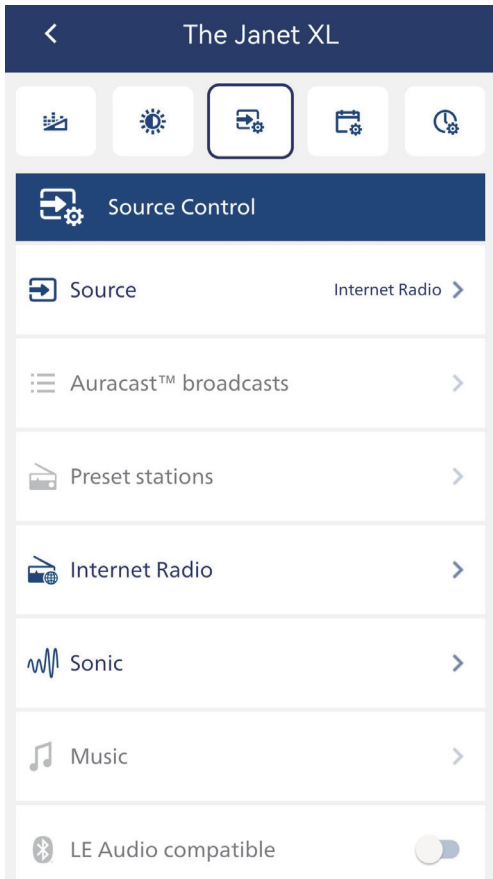 The Janet XL
Source Control
Source Internet Radio
Auracast™ broadcasts
Preset stations
Internet Radio
Sonic
Music
LE Audio compatible